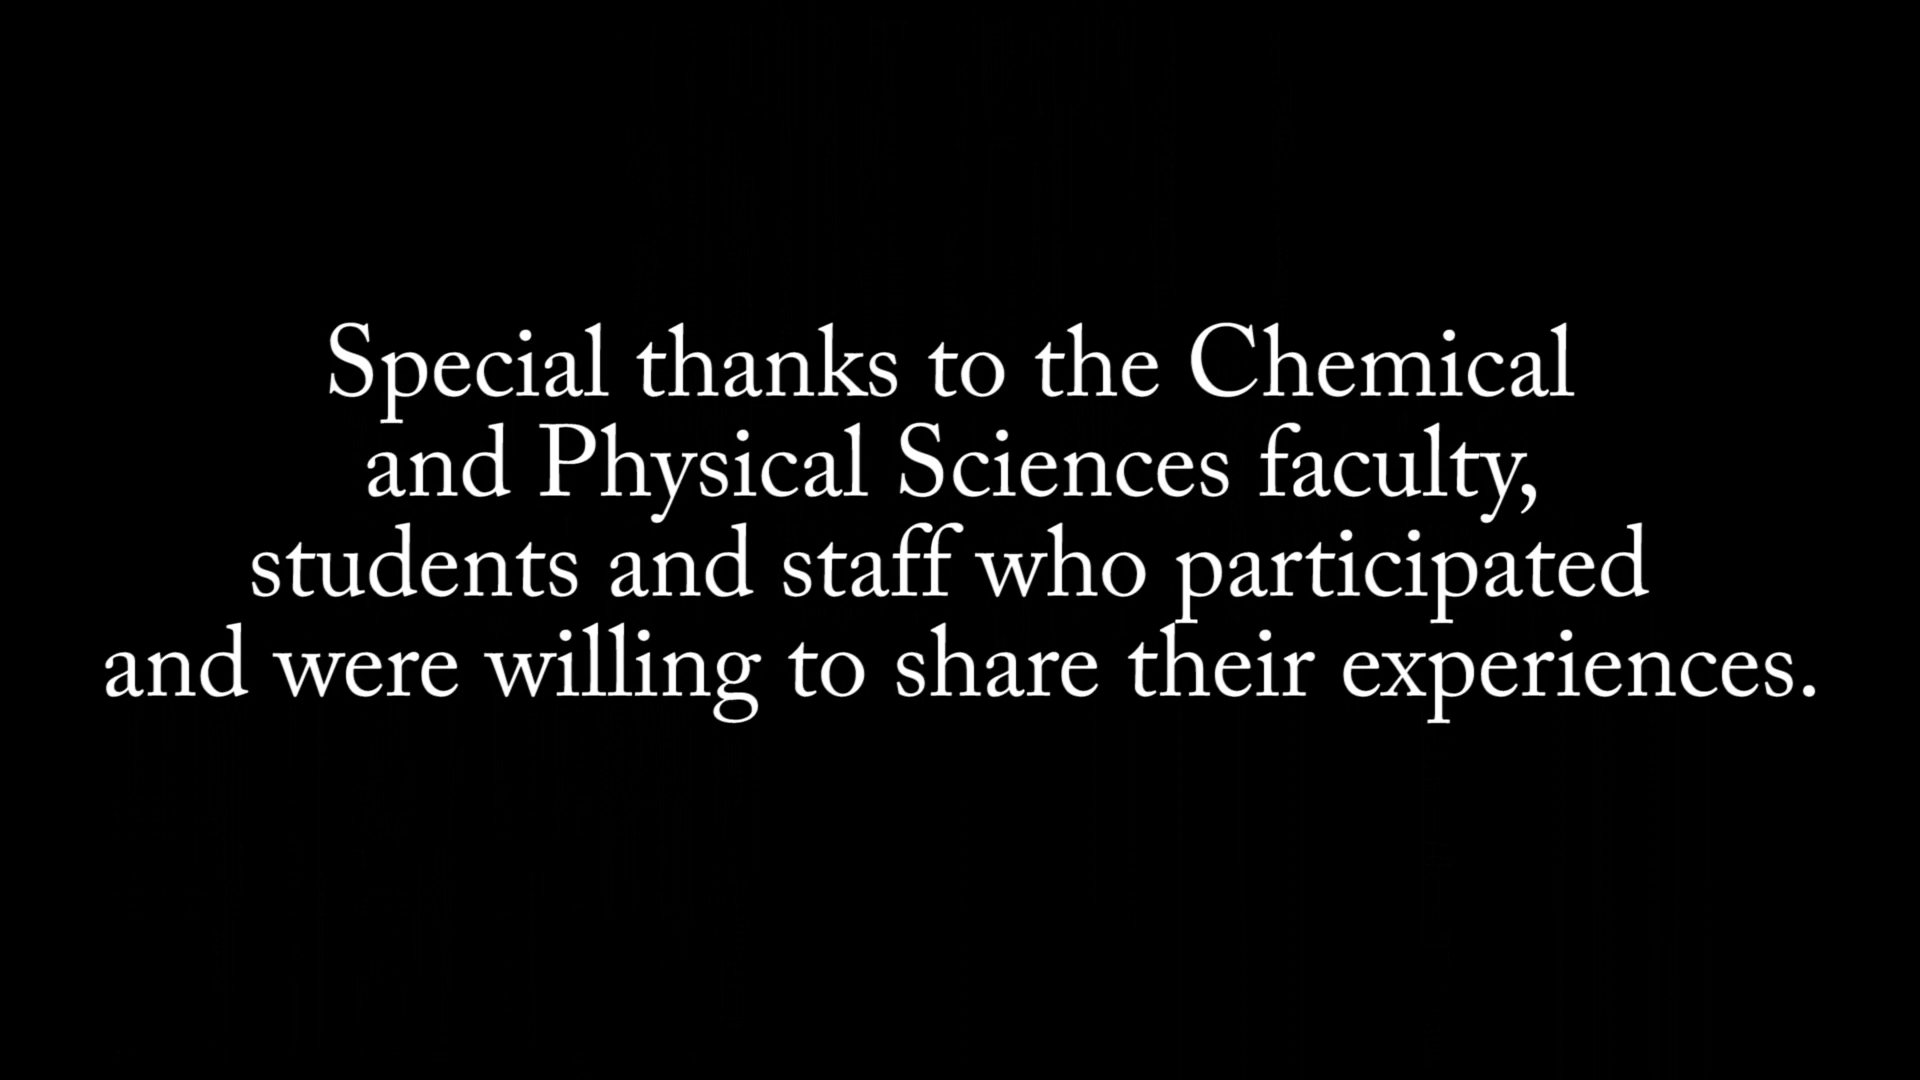 Special thanks to the Chemical
and Physical Sciences faculty,
students and staff who participated
and were willing to share their experiences.